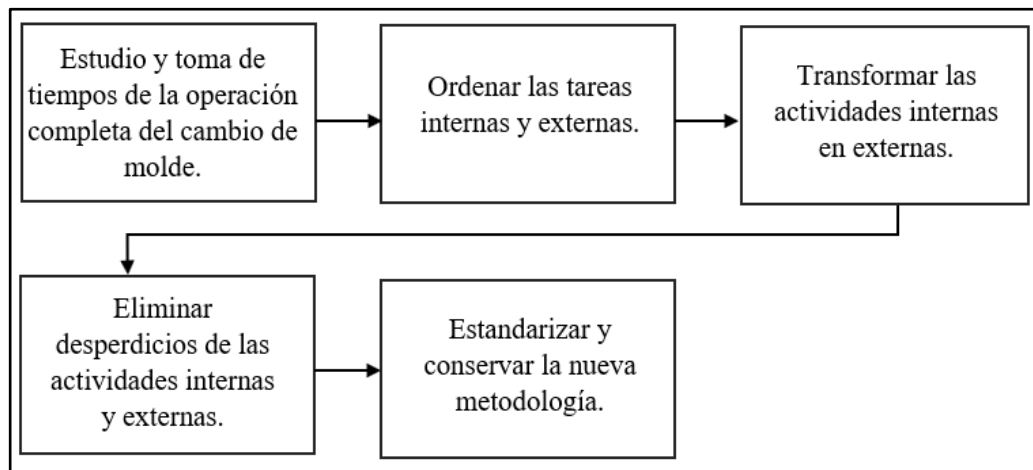 Estudio y toma de
tiempos de la operación
completa del cambio de
molde.
Ordenar las tareas
internas y externas.
Transformar las
actividades internas
en externas.
Eliminar
desperdicios de las
actividades internas
y externas.
Estandarizar y
conservar la nueva
metodología.